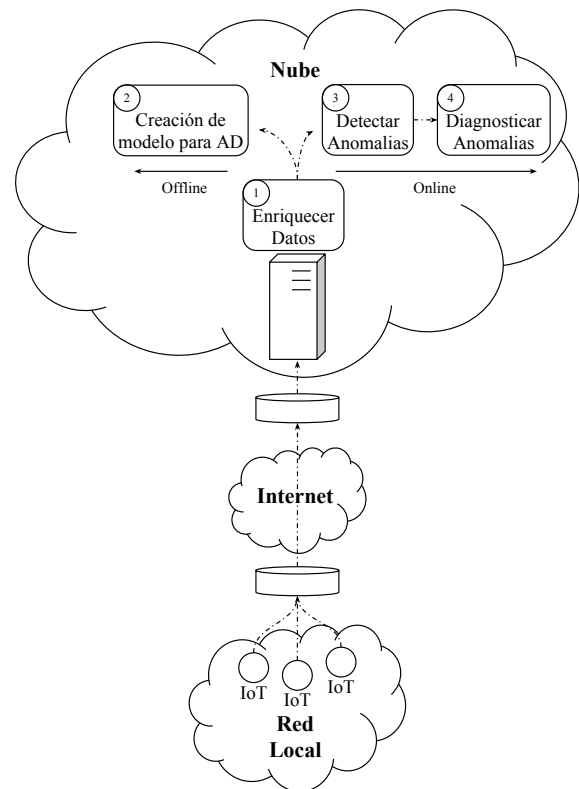 Nube
2
Creación de
modelo para AD
3
Detectar
Anomalias
4
Diagnosticar
Anomalias
Offline
Online
1
Enriquecer
Datos
Internet
IoT
IoT
IoT
Red
Local